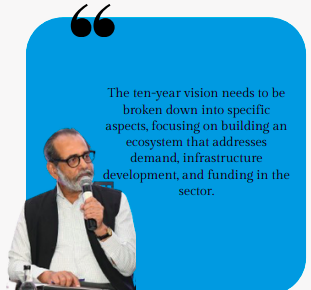 The ten-year vision needs to be
broken down into specific
aspects, focusing on building an
ecosystem that addresses
demand, infrastructure
development, and funding in the
sector.